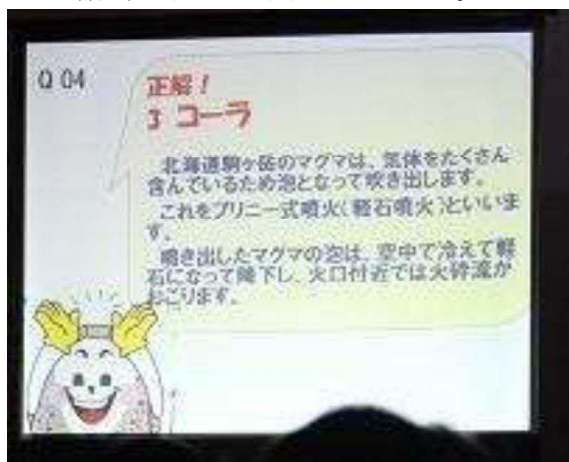 Q 04
正解！
3 コーラ
北海道駒ヶ岳のマグマは、気体をたくさん
含んでいるため泡となって吹き出します。
これをプリニー式噴火(軽石噴火)といいま
す。
噴き出したマグマの泡は、空中で冷えて軽
石になって降下し、火口付近では火砕流が
おこります。